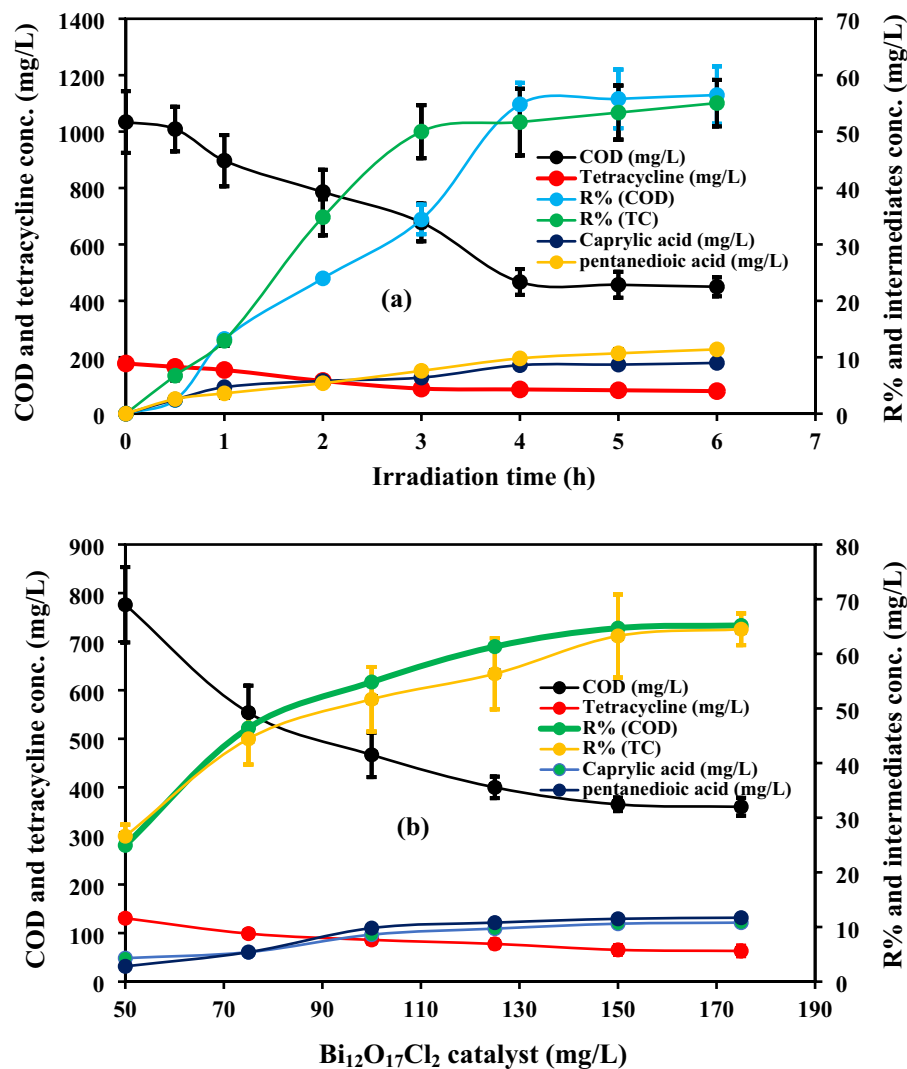 1400
1200
1000
800
600
400
200
0
COD and tetracycline conc. (mg/L)
70
60
50
40
30
20
10
0
R% and intermediates conc. (mg/L)
COD (mg/L)
Tetracycline (mg/L)
R% (COD)
R% (TC)
Caprylic acid (mg/L)
pentanedioic acid (mg/L)
(a)
0 1 2 3 4 5 6 7
Irradiation time (h)
900
800
700
600
500
400
300
200
100
0
COD and tetracycline conc. (mg/L)
80
70
60
50
40
30
20
10
0
R% and intermediates conc. (mg/L)
COD (mg/L)
Tetracycline (mg/L)
R% (COD)
R% (TC)
Caprylic acid (mg/L)
pentanedioic acid (mg/L)
(b)
50 70 90 110 130 150 170 190
Bi₁₂O₁₇Cl₂ catalyst (mg/L)